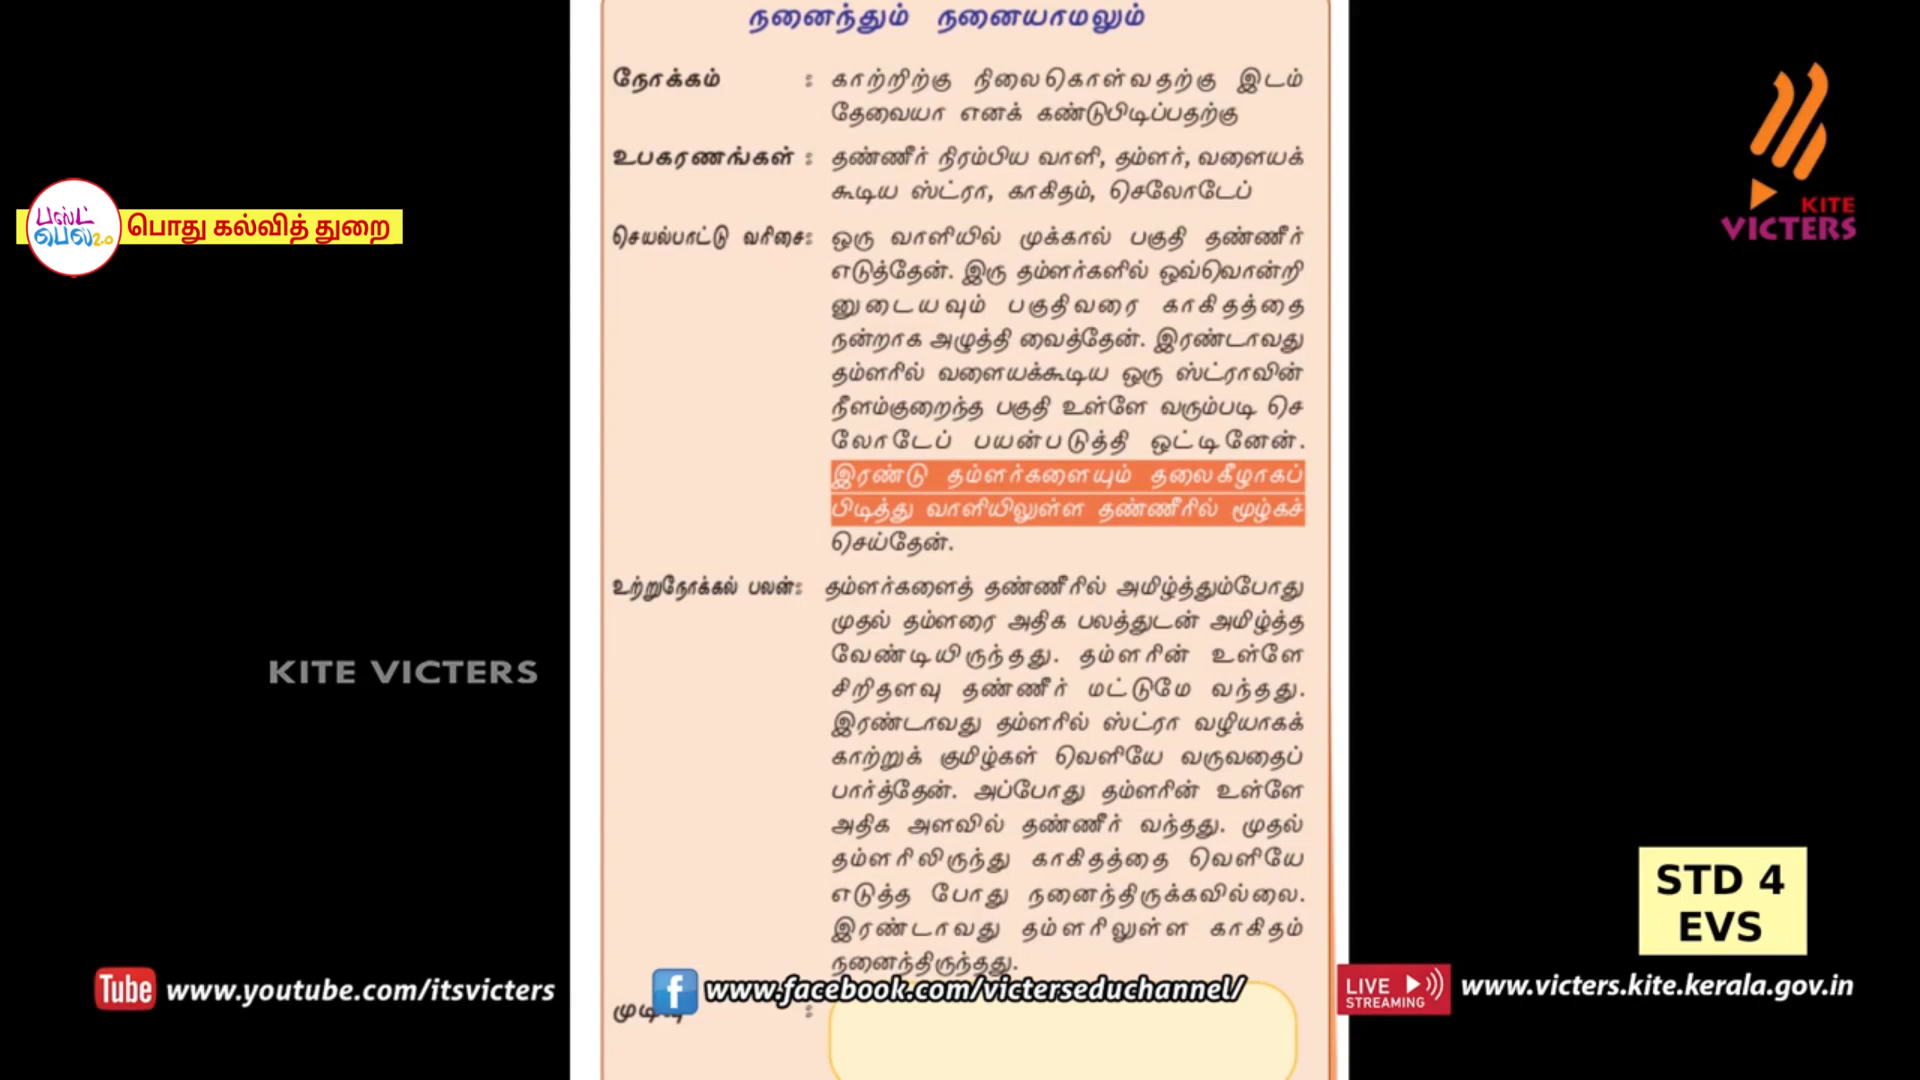 நனைந்தும் நனையாமலும்
நோக்கம் : காற்றிற்கு நிலைகொள்வதற்கு இடம்
தேவையா எனக் கண்டுபிடிப்பதற்கு
உபகரணங்கள் : தண்ணீர் நிரம்பிய வாளி, தம்ளர், வளையக்
கூடிய ஸ்ட்ரா, காகிதம், செலோடேப்
செயல்பாட்டு வரிசை: ஒரு வாளியில் முக்கால் பகுதி தண்ணீர்
எடுத்தேன். இரு தம்ளர்களில் ஒவ்வொன்றி
னுடையவும் பகுதிவரை காகிதத்தை
நன்றாக அழுத்தி வைத்தேன். இரண்டாவது
தம்ளரில் வளையக்கூடிய ஒரு ஸ்ட்ராவின்
நீளம்குறைந்த பகுதி உள்ளே வரும்படி செ
லோடேப் பயன்படுத்தி ஒட்டினேன்.
இரண்டு தம்ளர்களையும் தலைகீழாகப்
பிடித்து வாளியிலுள்ள தண்ணீரில் மூழ்கச்
செய்தேன்.
உற்றுநோக்கல் பலன்: தம்ளர்களைத் தண்ணீரில் அமிழ்த்தும்போது
முதல் தம்ளரை அதிக பலத்துடன் அமிழ்த்த
வேண்டியிருந்தது. தம்ளரின் உள்ளே
சிறிதளவு தண்ணீர் மட்டுமே வந்தது.
இரண்டாவது தம்ளரில் ஸ்ட்ரா வழியாகக்
காற்றுக் குமிழ்கள் வெளியே வருவதைப்
பார்த்தேன். அப்போது தம்ளரின் உள்ளே
அதிக அளவில் தண்ணீர் வந்தது. முதல்
தம்ளரிலிருந்து காகிதத்தை வெளியே
எடுத்த போது நனைந்திருக்கவில்லை.
இரண்டாவது தம்ளரிலுள்ள காகிதம்
நனைந்திருந்தது.
முடிவு :
பஸ்ட்
பெல் 2.0
பொது கல்வித் துறை
KITE
VICTERS
KITE VICTERS
STD 4
EVS
Tube www.youtube.com/itsvicters
f www.facebook.com/victerseduchannel/
LIVE
STREAMING
www.victers.kite.kerala.gov.in